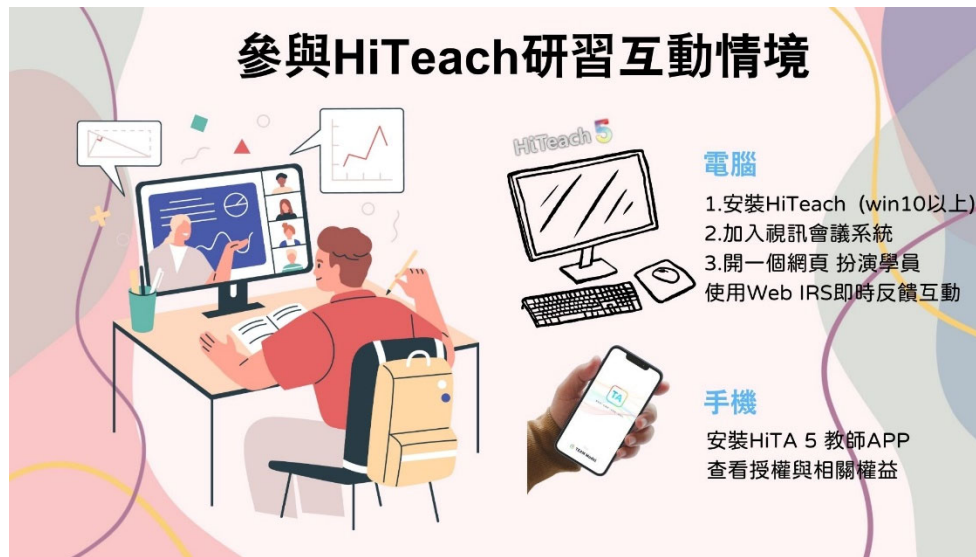 參與HiTeach研習互動情境
HiTeach 5
電腦
1.安裝HiTeach (win10以上)
2.加入視訊會議系統
3.開一個網頁 扮演學員
使用Web IRS即時反饋互動
TA
TEAM Model
手機
安裝HiTA 5 教師APP
查看授權與相關權益